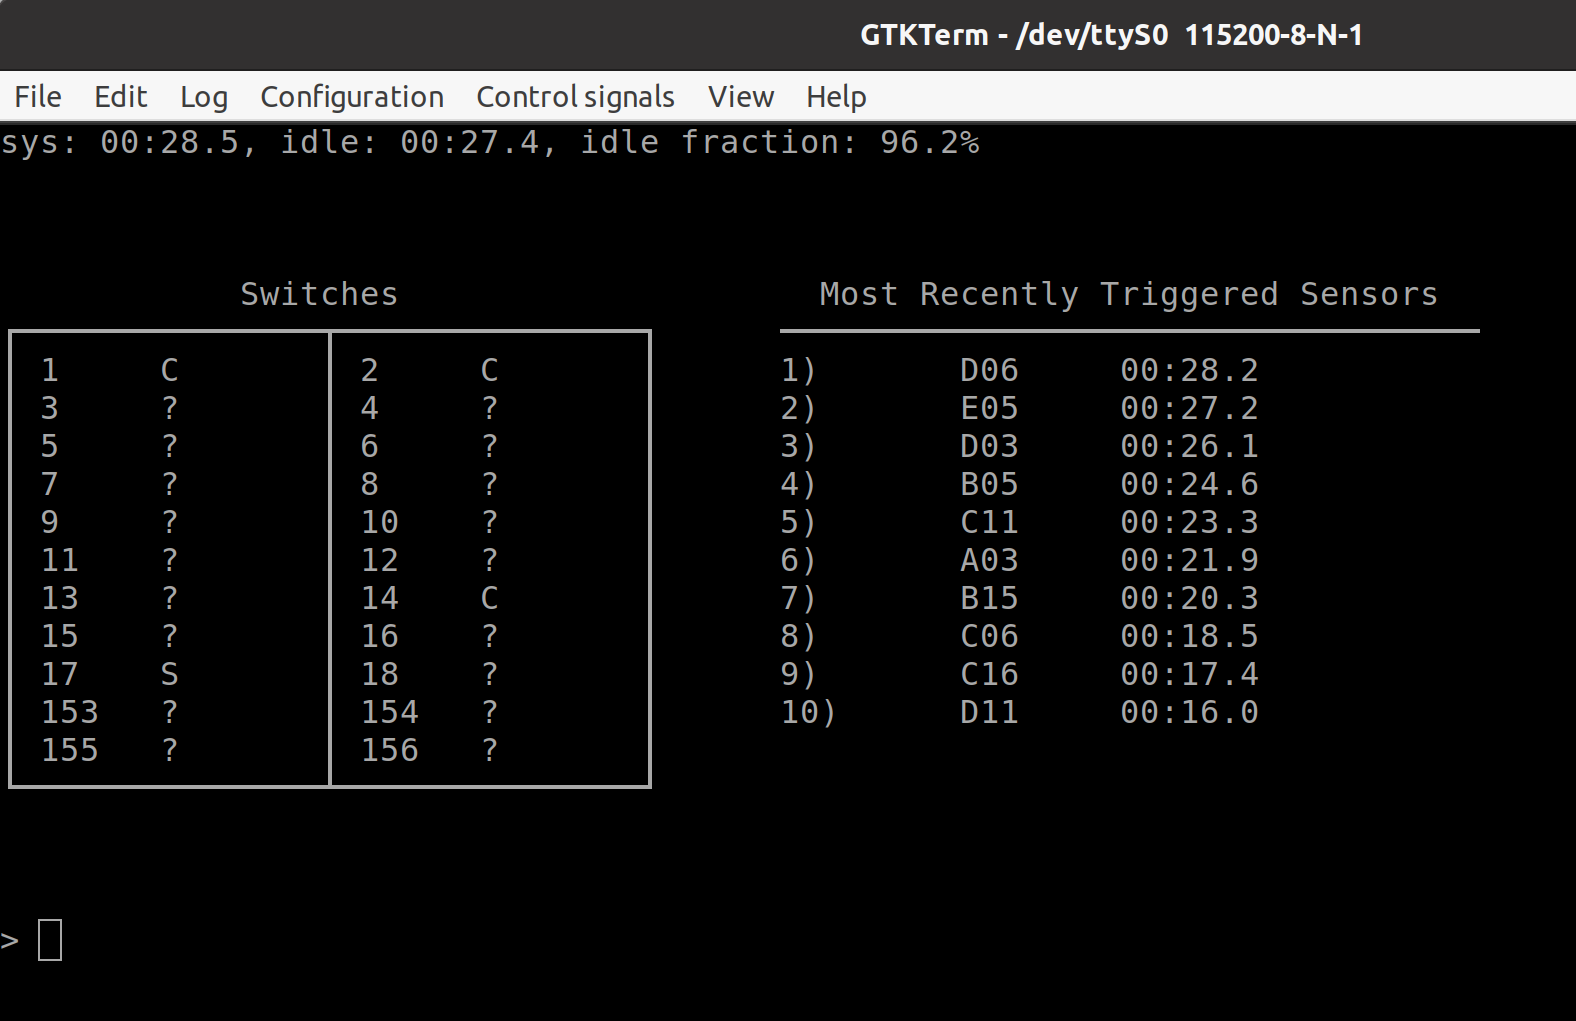 GTKTerm - /dev/ttyS0 115200-8-N-1
File Edit Log Configuration Control signals View Help
sys: 00:28.5, idle: 00:27.4, idle fraction: 96.2%
Switches
1 C 2 C
3 ? 4 ?
5 ? 6 ?
7 ? 8 ?
9 ? 10 ?
11 ? 12 ?
13 ? 14 C
15 ? 16 ?
17 S 18 ?
153 ? 154 ?
155 ? 156 ?
Most Recently Triggered Sensors
1) D06 00:28.2
2) E05 00:27.2
3) D03 00:26.1
4) B05 00:24.6
5) C11 00:23.3
6) A03 00:21.9
7) B15 00:20.3
8) C06 00:18.5
9) C16 00:17.4
10) D11 00:16.0
>